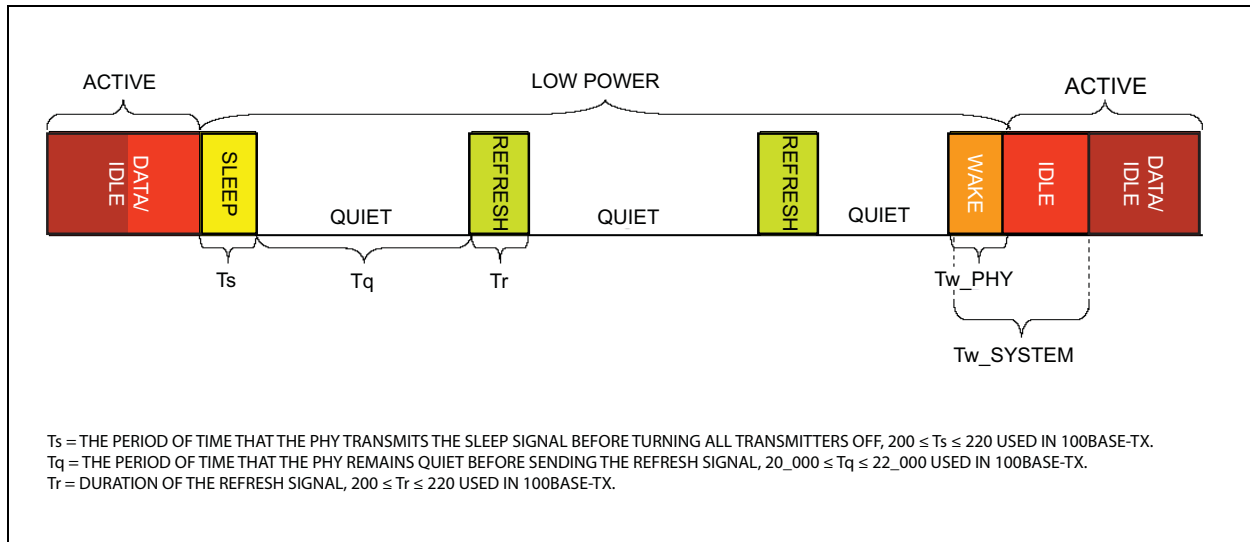 ACTIVE
LOW POWER
ACTIVE
DATA/
IDLE
SLEEP
QUIET
REFRESH
QUIET
REFRESH
QUIET
WAKE
IDLE
DATA/
IDLE
Ts
Tq
Tr
Tw_PHY
Tw_SYSTEM
Ts = THE PERIOD OF TIME THAT THE PHY TRANSMITS THE SLEEP SIGNAL BEFORE TURNING ALL TRANSMITTERS OFF, 200 ≤ Ts ≤ 220 USED IN 100BASE-TX.
Tq = THE PERIOD OF TIME THAT THE PHY REMAINS QUIET BEFORE SENDING THE REFRESH SIGNAL, 20_000 ≤ Tq ≤ 22_000 USED IN 100BASE-TX.
Tr = DURATION OF THE REFRESH SIGNAL, 200 ≤ Tr ≤ 220 USED IN 100BASE-TX.